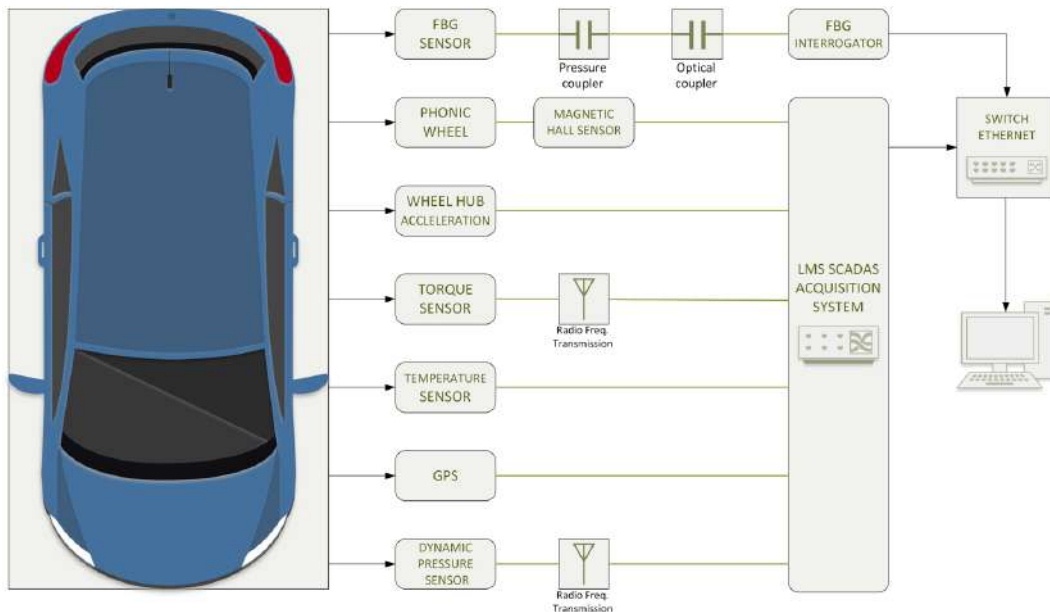 FBG
SENSOR
Pressure
coupler
Optical
coupler
FBG
INTERROGATOR
PHONIC
WHEEL
MAGNETIC
HALL SENSOR
SWITCH
ETHERNET
WHEEL HUB
ACCLELERATION
TORQUE
SENSOR
Radio Freq.
Transmission
LMS SCADAS
ACQUISITION
SYSTEM
TEMPERATURE
SENSOR
GPS
DYNAMIC
PRESSURE
SENSOR
Radio Freq.
Transmission